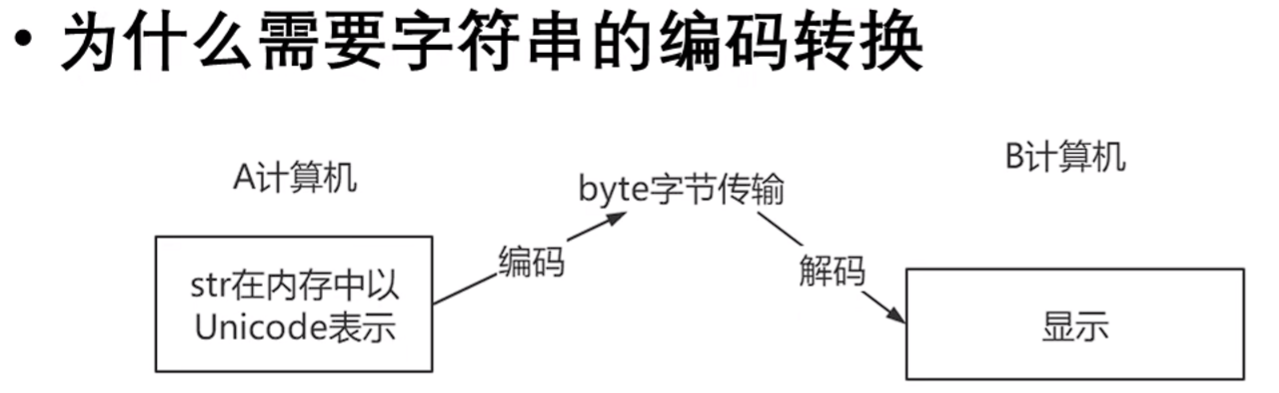 • 为什么需要字符串的编码转换
A计算机
B计算机
byte字节传输
编码
解码
str在内存中以
Unicode表示
显示